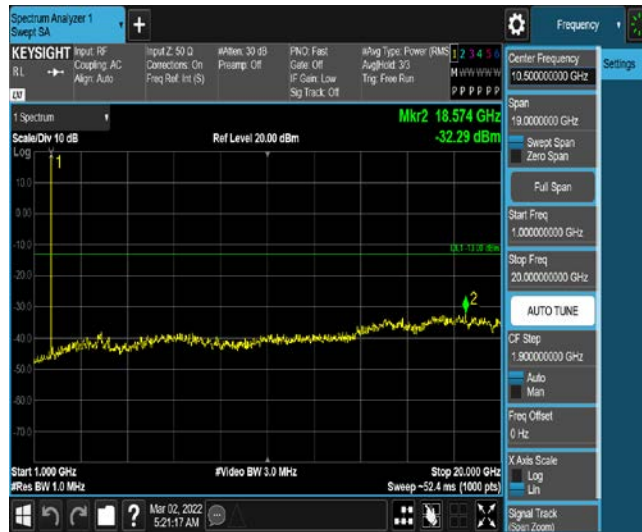 Spectrum Analyzer 1
Swept SA
+
Frequency
KEYSIGHT
RL
LXI
Input: RF
Coupling: AC
Align: Auto
Input Z: 50 Ω
Corrections: On
Freq Ref: Int (S)
#Atten: 30 dB
Preamp: Off
PNO: Fast
Gate: Off
IF Gain: Low
Sig Track: Off
#Avg Type: Power (RMS
Avg|Hold: 3/3
Trig: Free Run
1 2 3 4 5 6
M W W W W W
P P P P P P
1 Spectrum
Scale/Div 10 dB
Ref Level 20.00 dBm
Mkr2 18.574 GHz
-32.29 dBm
Log
1
10.0
0.00
-10.0
DL1 -13.00 dBm
-20.0
-30.0
2
-40.0
-50.0
-60.0
-70.0
Start 1.000 GHz
#Video BW 3.0 MHz
Stop 20.000 GHz
#Res BW 1.0 MHz
Sweep ~52.4 ms (1000 pts)
Mar 02, 2022
5:21:17 AM
Center Frequency
10.500000000 GHz
Settings
Span
19.0000000 GHz
Swept Span
Zero Span
Full Span
Start Freq
1.000000000 GHz
Stop Freq
20.000000000 GHz
AUTO TUNE
CF Step
1.900000000 GHz
Auto
Man
Freq Offset
0 Hz
X Axis Scale
Log
Lin
Signal Track
(Span Zoom)